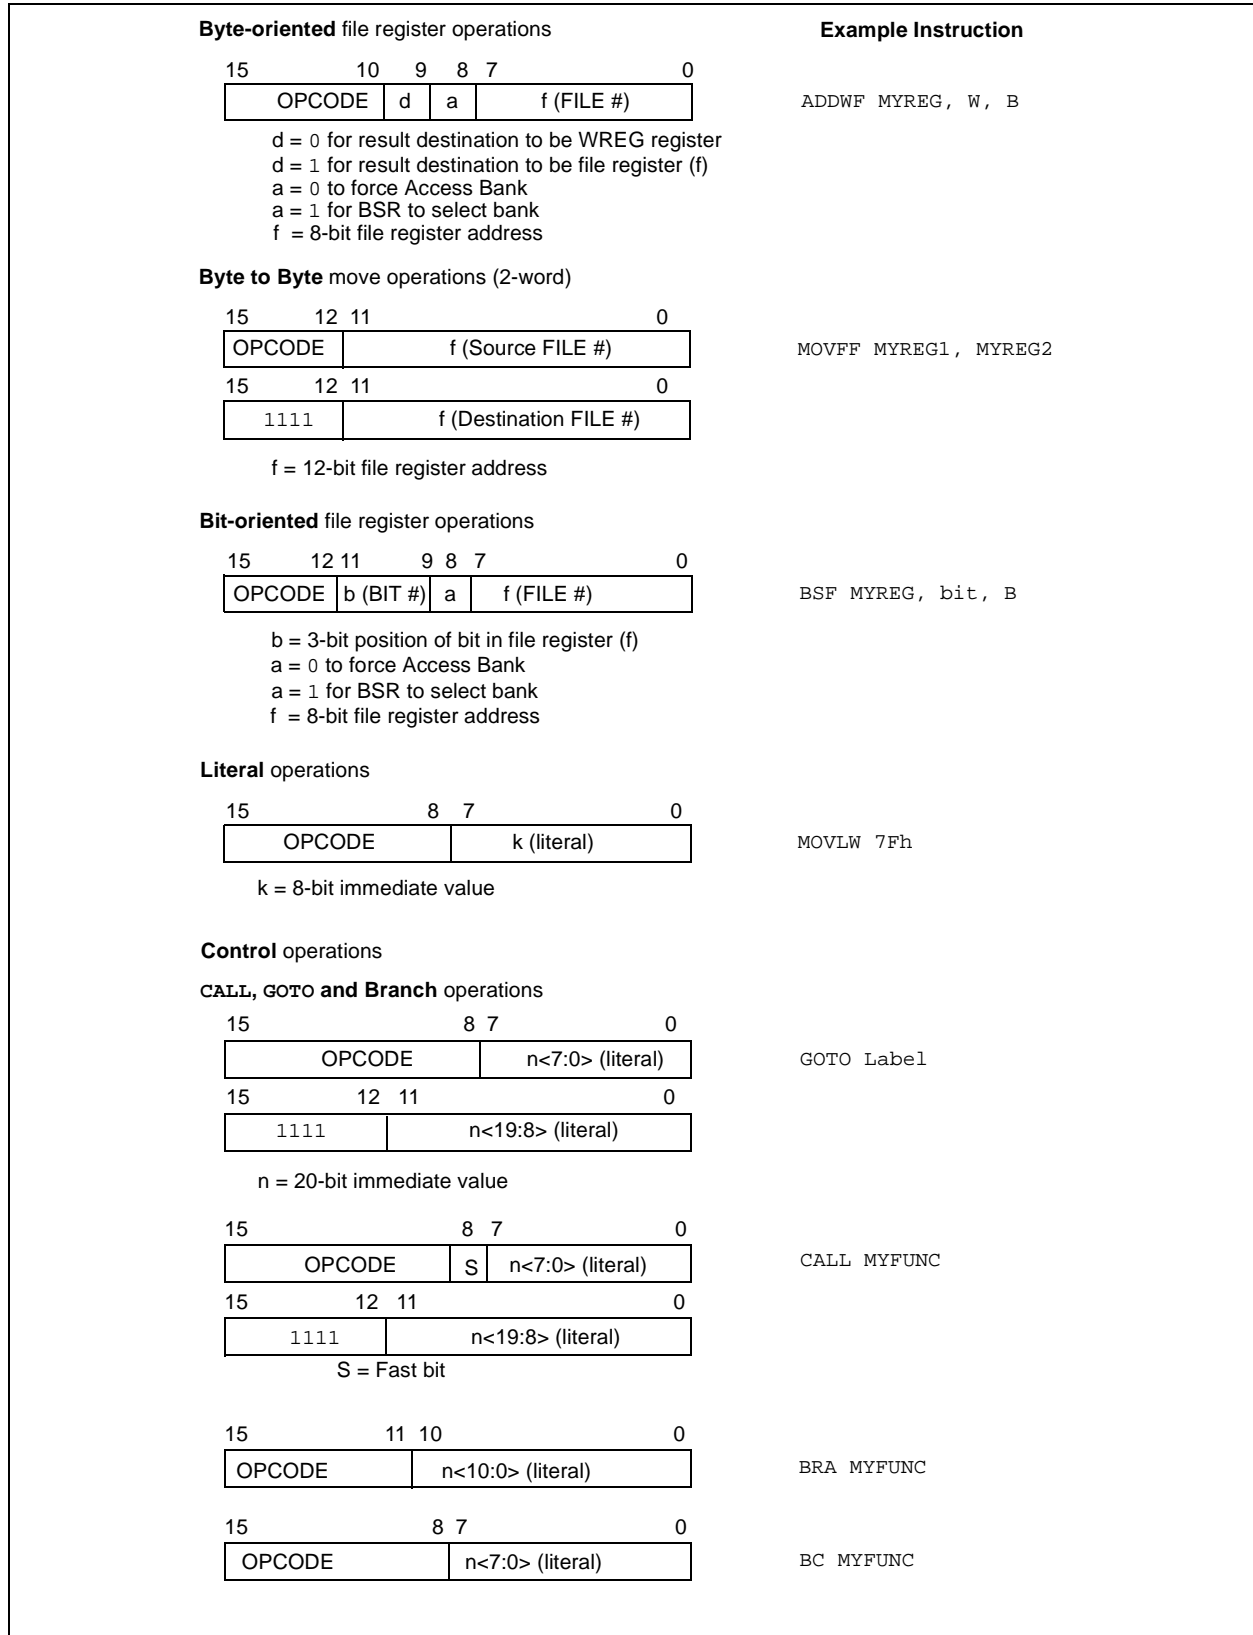 Byte-oriented file register operations
Example Instruction
15 10 9 8 7 0
OPCODE d a f (FILE #)
ADDWF MYREG, W, B
d = 0 for result destination to be WREG register
d = 1 for result destination to be file register (f)
a = 0 to force Access Bank
a = 1 for BSR to select bank
f = 8-bit file register address
Byte to Byte move operations (2-word)
15 12 11 0
OPCODE f (Source FILE #)
MOVFF MYREG1, MYREG2
15 12 11 0
1111 f (Destination FILE #)
f = 12-bit file register address
Bit-oriented file register operations
15 12 11 9 8 7 0
OPCODE b (BIT #) a f (FILE #)
BSF MYREG, bit, B
b = 3-bit position of bit in file register (f)
a = 0 to force Access Bank
a = 1 for BSR to select bank
f = 8-bit file register address
Literal operations
15 8 7 0
OPCODE k (literal)
MOVLW 7Fh
k = 8-bit immediate value
Control operations
CALL, GOTO and Branch operations
15 8 7 0
OPCODE n<7:0> (literal)
GOTO Label
15 12 11 0
1111 n<19:8> (literal)
n = 20-bit immediate value
15 8 7 0
OPCODE S n<7:0> (literal)
CALL MYFUNC
15 12 11 0
1111 n<19:8> (literal)
S = Fast bit
15 11 10 0
OPCODE n<10:0> (literal)
BRA MYFUNC
15 8 7 0
OPCODE n<7:0> (literal)
BC MYFUNC